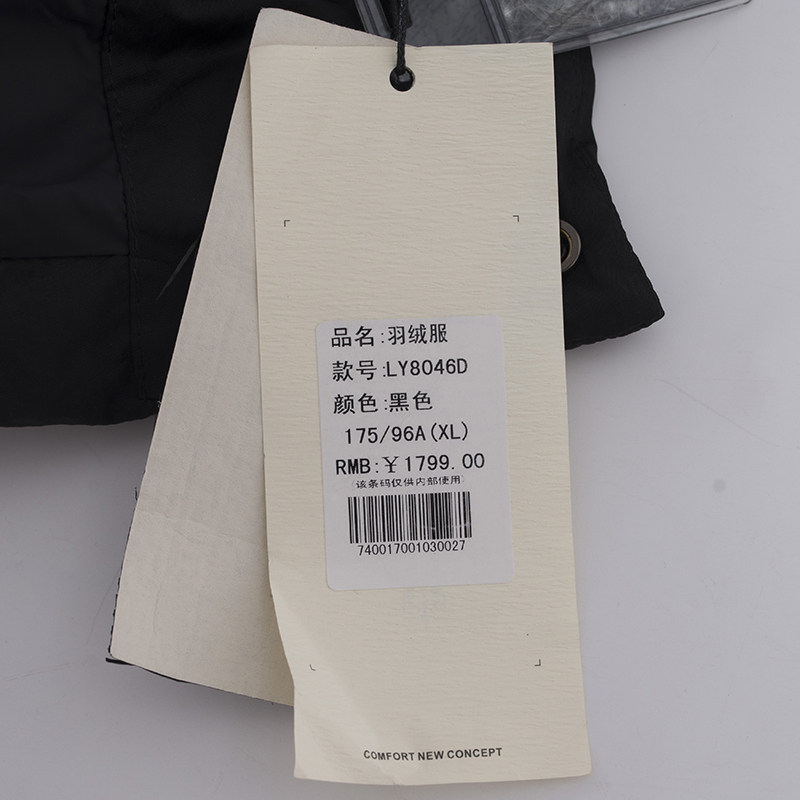 品名:羽绒服
款号:LY8046D
颜色:黑色
175/96A(XL)
RMB:￥1799.00
(该条码仅供内部使用)
740017001030027
COMFORT NEW CONCEPT